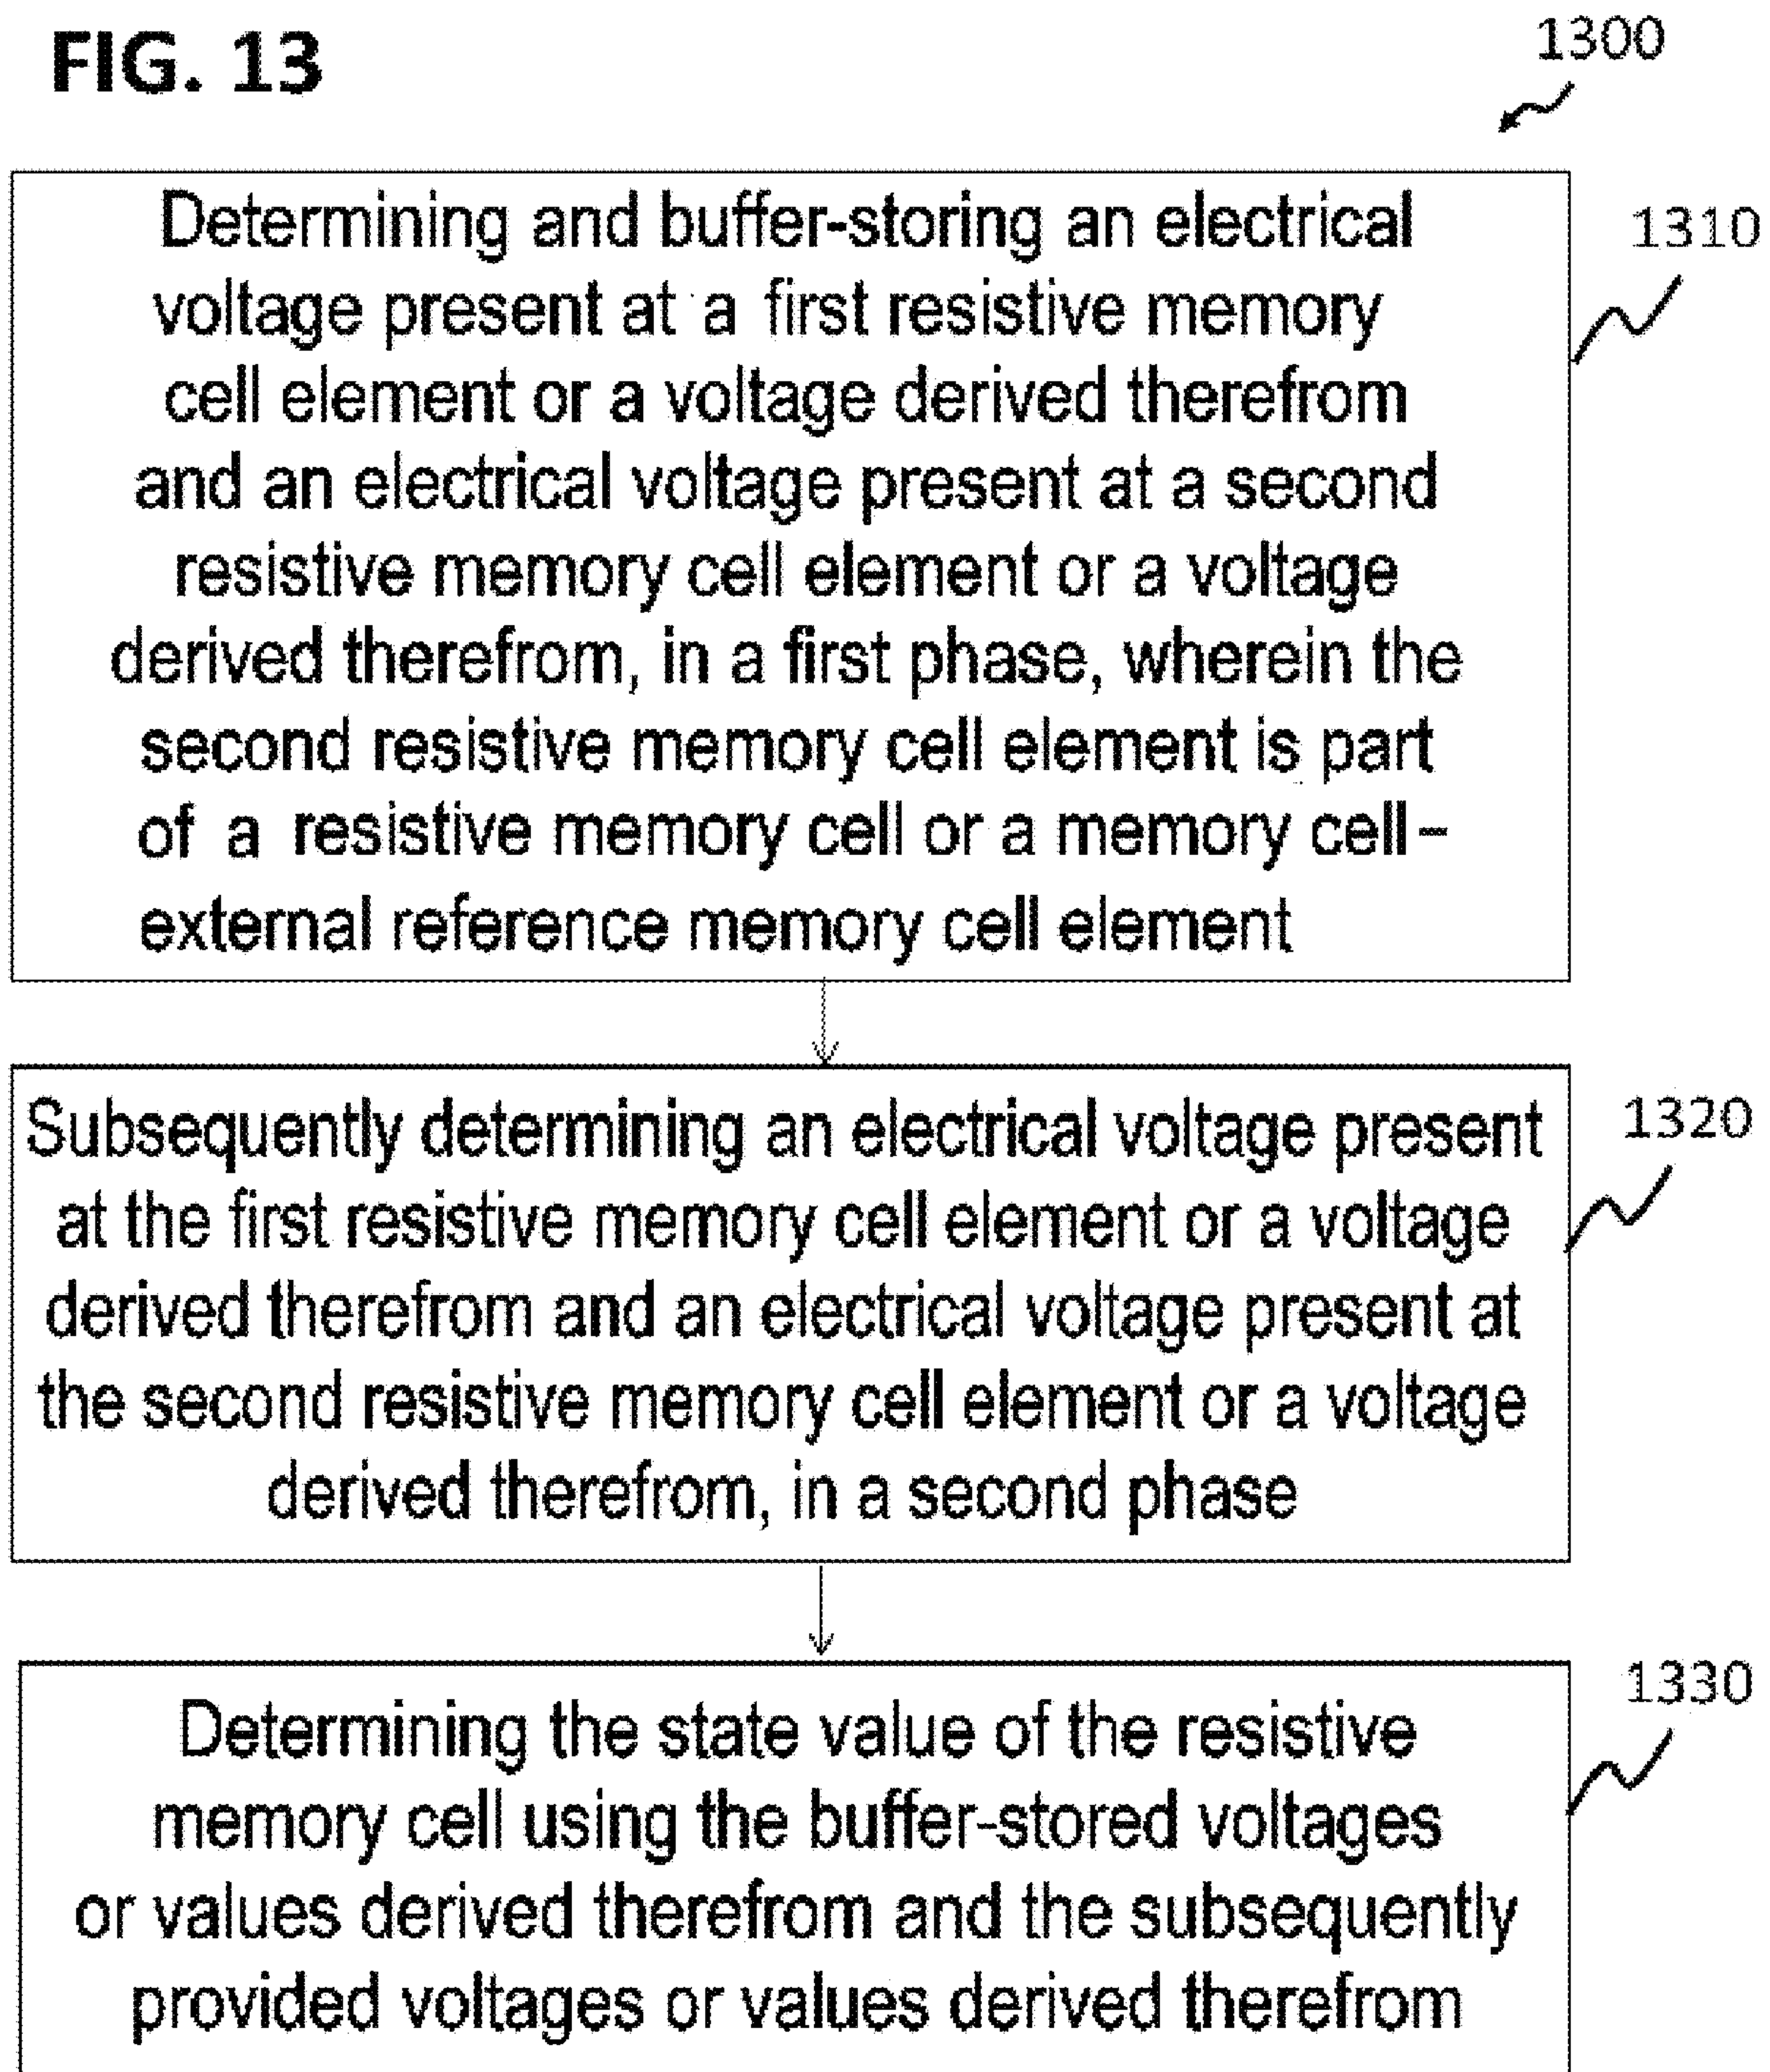 FIG. 13
1300
Determining and buffer-storing an electrical
voltage present at a first resistive memory
cell element or a voltage derived therefrom
and an electrical voltage present at a second
resistive memory cell element or a voltage
derived therefrom, in a first phase, wherein the
second resistive memory cell element is part
of a resistive memory cell or a memory cell-
external reference memory cell element
1310
Subsequently determining an electrical voltage present
at the first resistive memory cell element or a voltage
derived therefrom and an electrical voltage present at
the second resistive memory cell element or a voltage
derived therefrom, in a second phase
1320
Determining the state value of the resistive
memory cell using the buffer-stored voltages
or values derived therefrom and the subsequently
provided voltages or values derived therefrom
1330